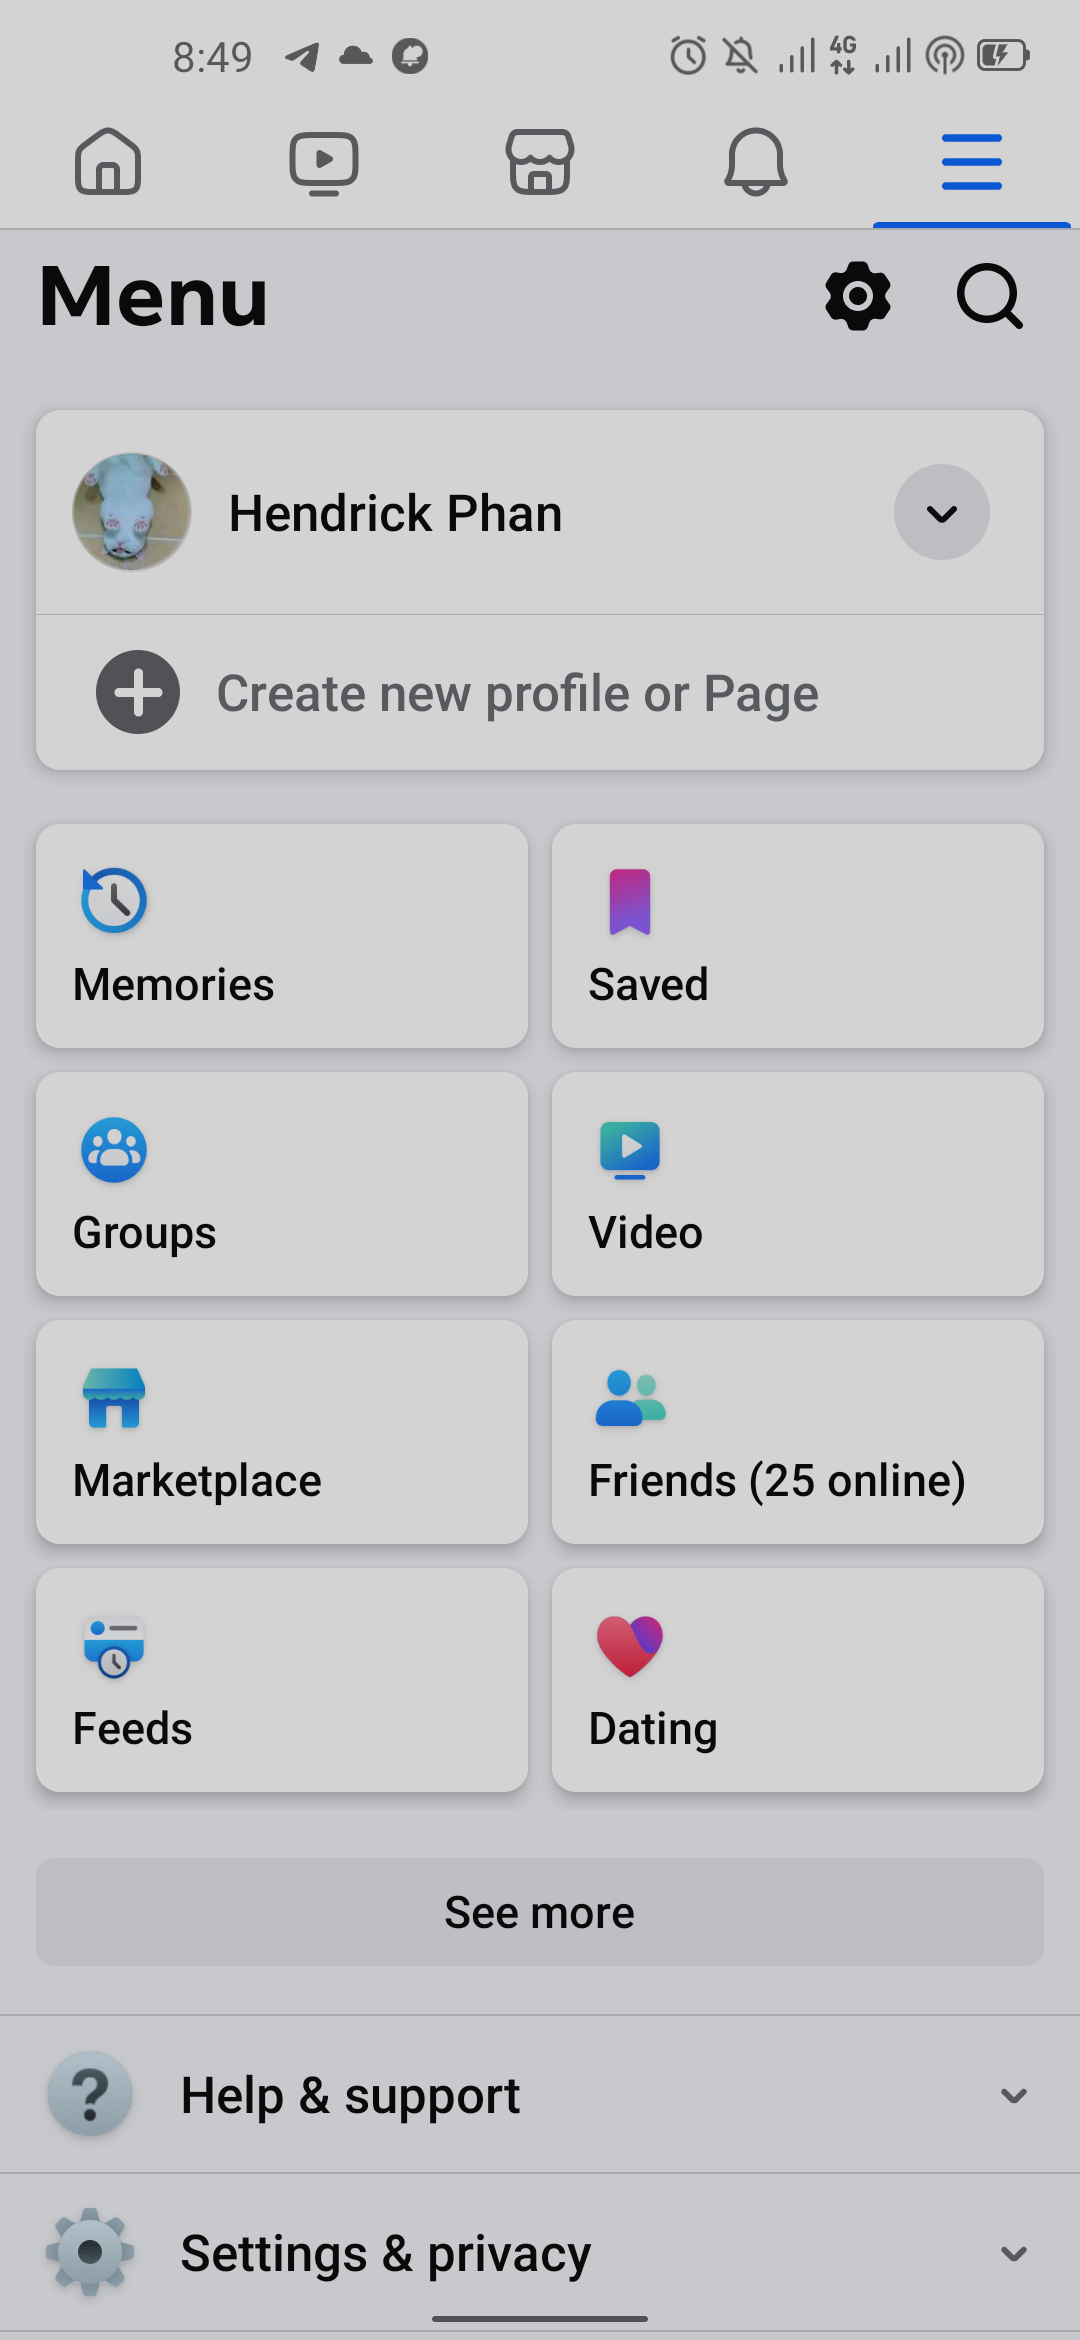 8:49
4G
Menu
Hendrick Phan
Create new profile or Page
Memories
Saved
Groups
Video
Marketplace
Friends (25 online)
Feeds
Dating
See more
Help & support
Settings & privacy